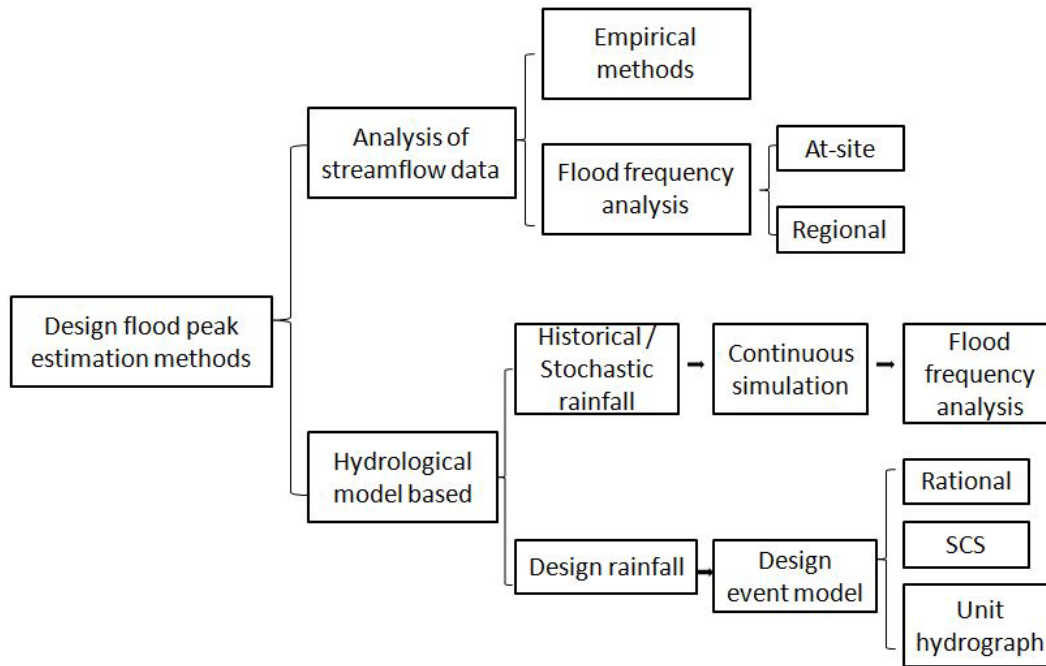 Empirical
methods
Analysis of
streamflow data
Flood frequency
analysis
At-site
Regional
Design flood peak
estimation methods
Historical /
Stochastic
rainfall
Continuous
simulation
Flood
frequency
analysis
Hydrological
model based
Rational
SCS
Design rainfall
Design
event model
Unit
hydrograph